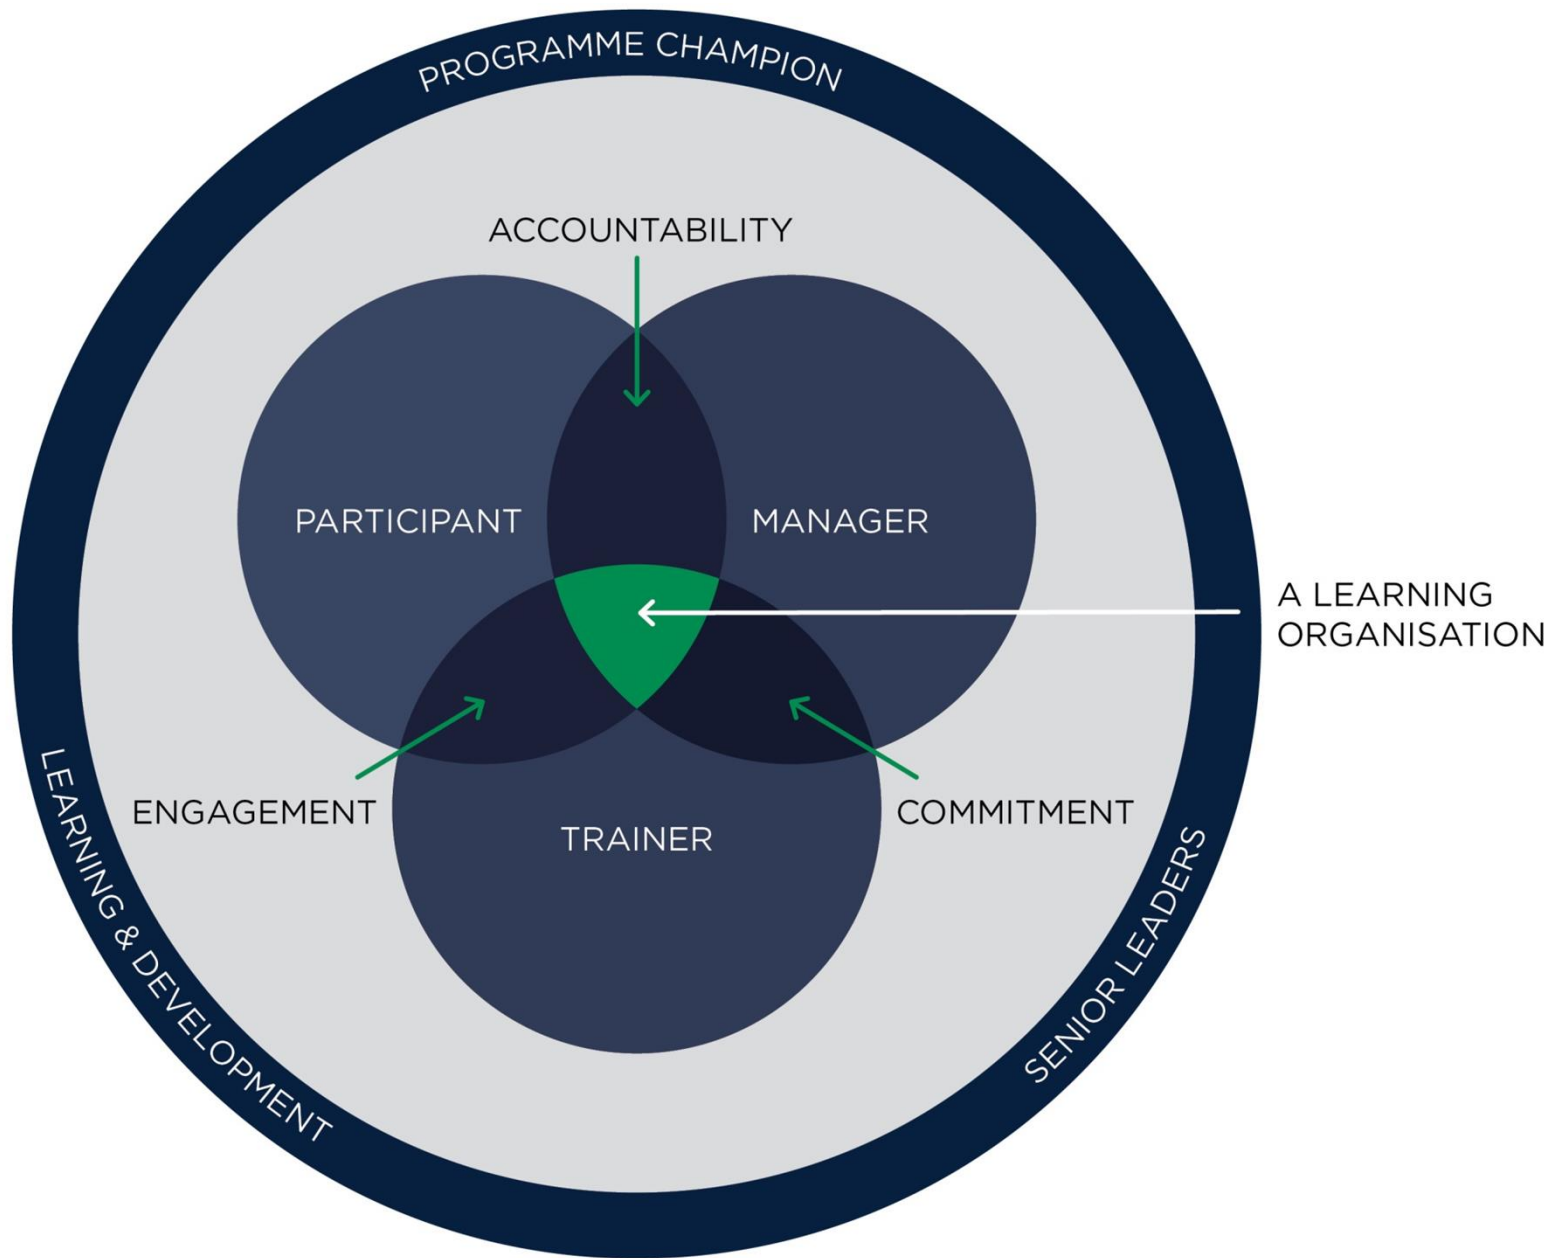 PROGRAMME CHAMPION
ACCOUNTABILITY
PARTICIPANT
MANAGER
A LEARNING
ORGANISATION
ENGAGEMENT
COMMITMENT
TRAINER
LEARNING & DEVELOPMENT
SENIOR LEADERS